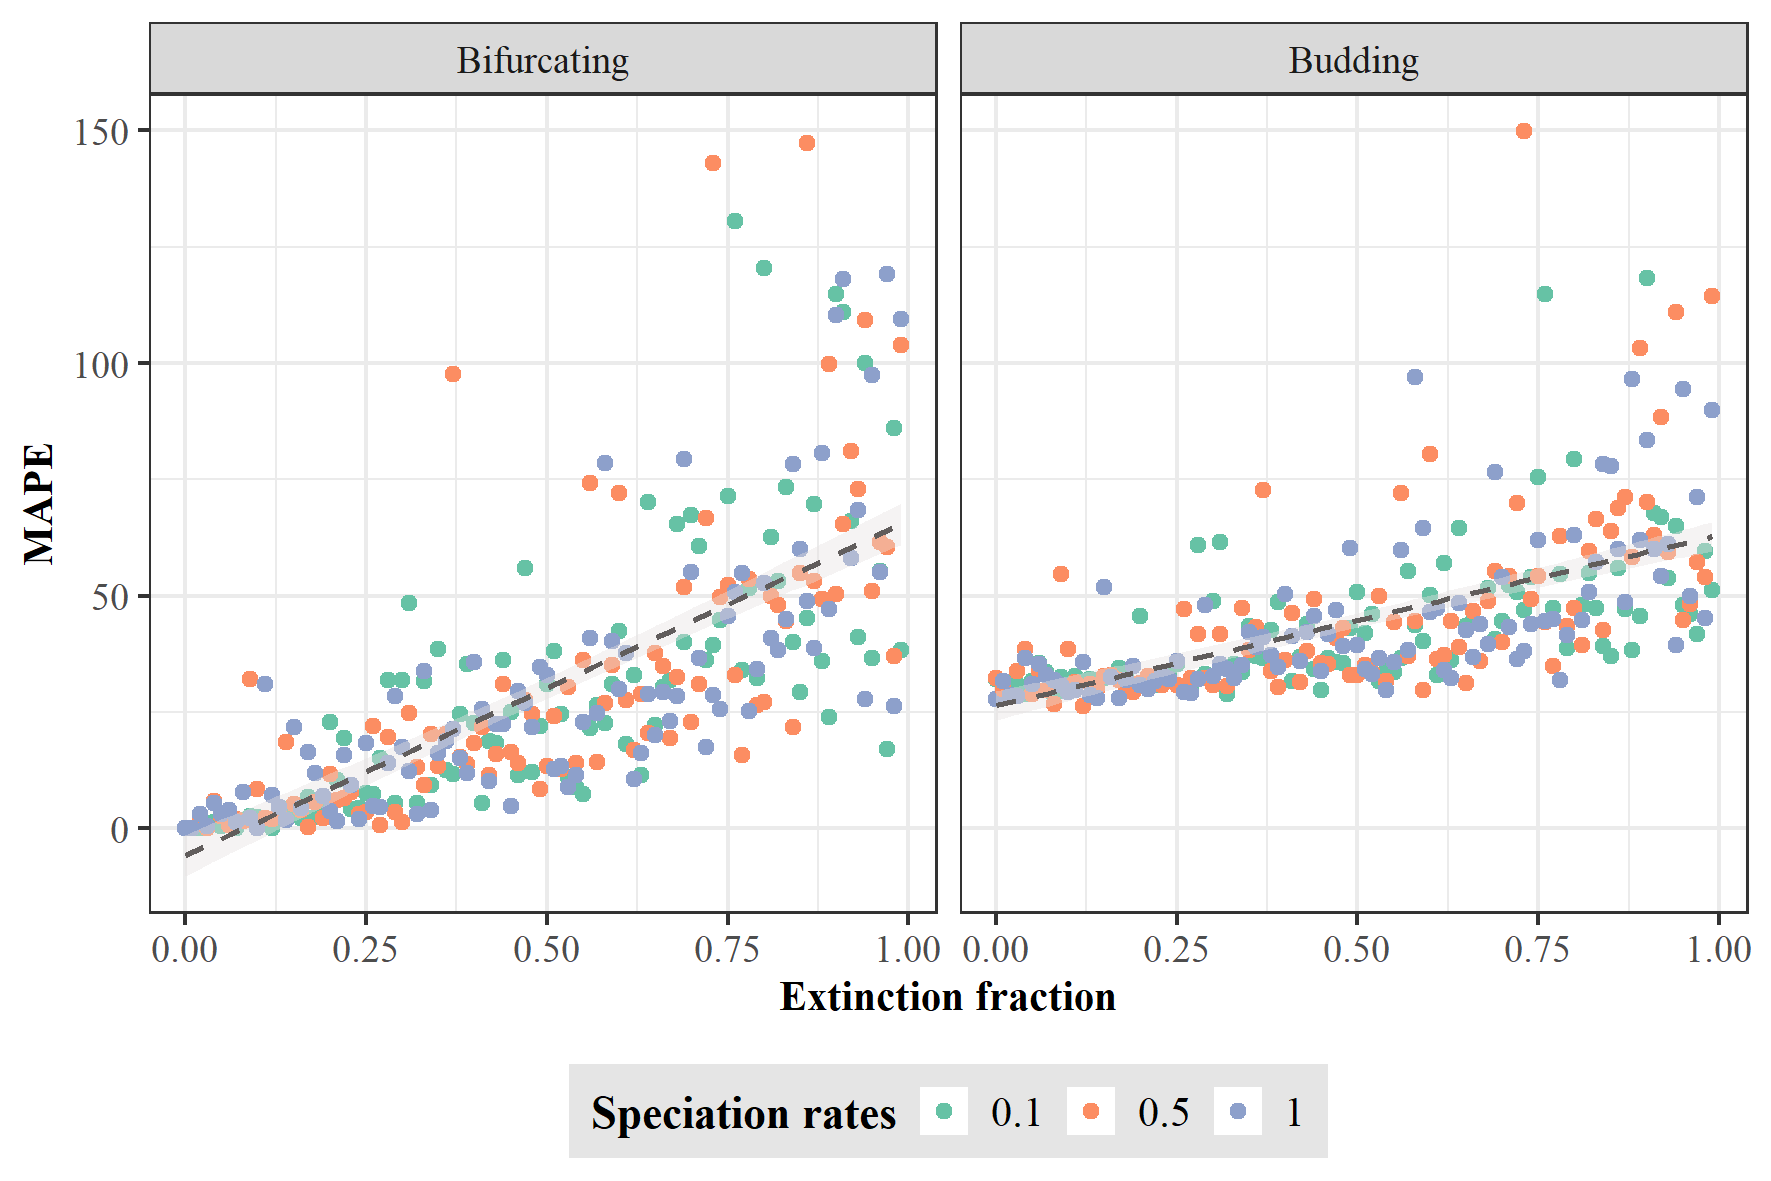 Bifurcating Budding
150
100
50
0
MAPE
0.00 0.25 0.50 0.75 1.00 0.00 0.25 0.50 0.75 1.00
Extinction fraction
Speciation rates 0.1 0.5 1